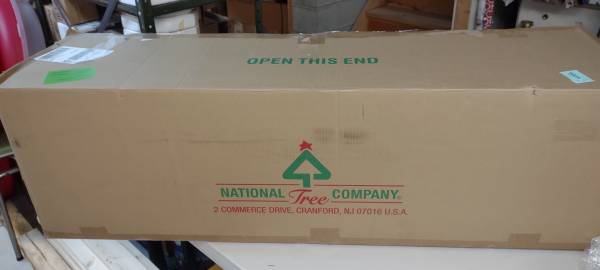 OPEN THIS END
NATIONAL Tree COMPANY®
2 COMMERCE DRIVE, CRANFORD, NJ 07016 U.S.A.